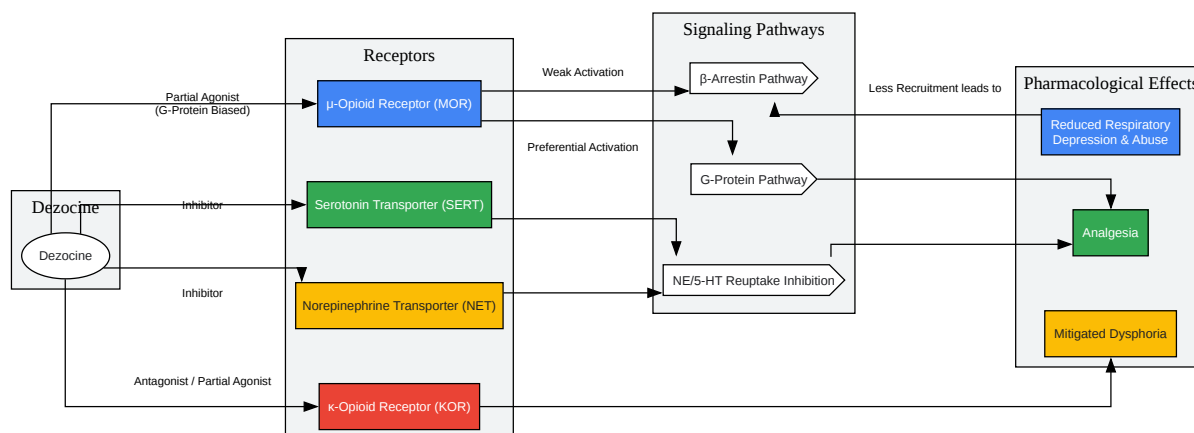 Signaling Pathways
Receptors
Pharmacological Effects
Weak Activation
β-Arrestin Pathway
Less Recruitment leads to
Partial Agonist
(G-Protein Biased)
μ-Opioid Receptor (MOR)
Reduced Respiratory
Depression & Abuse
Preferential Activation
G-Protein Pathway
Dezocine
Inhibitor
Serotonin Transporter (SERT)
Analgesia
Dezocine
NE/5-HT Reuptake Inhibition
Inhibitor
Norepinephrine Transporter (NET)
Mitigated Dysphoria
Antagonist / Partial Agonist
κ-Opioid Receptor (KOR)